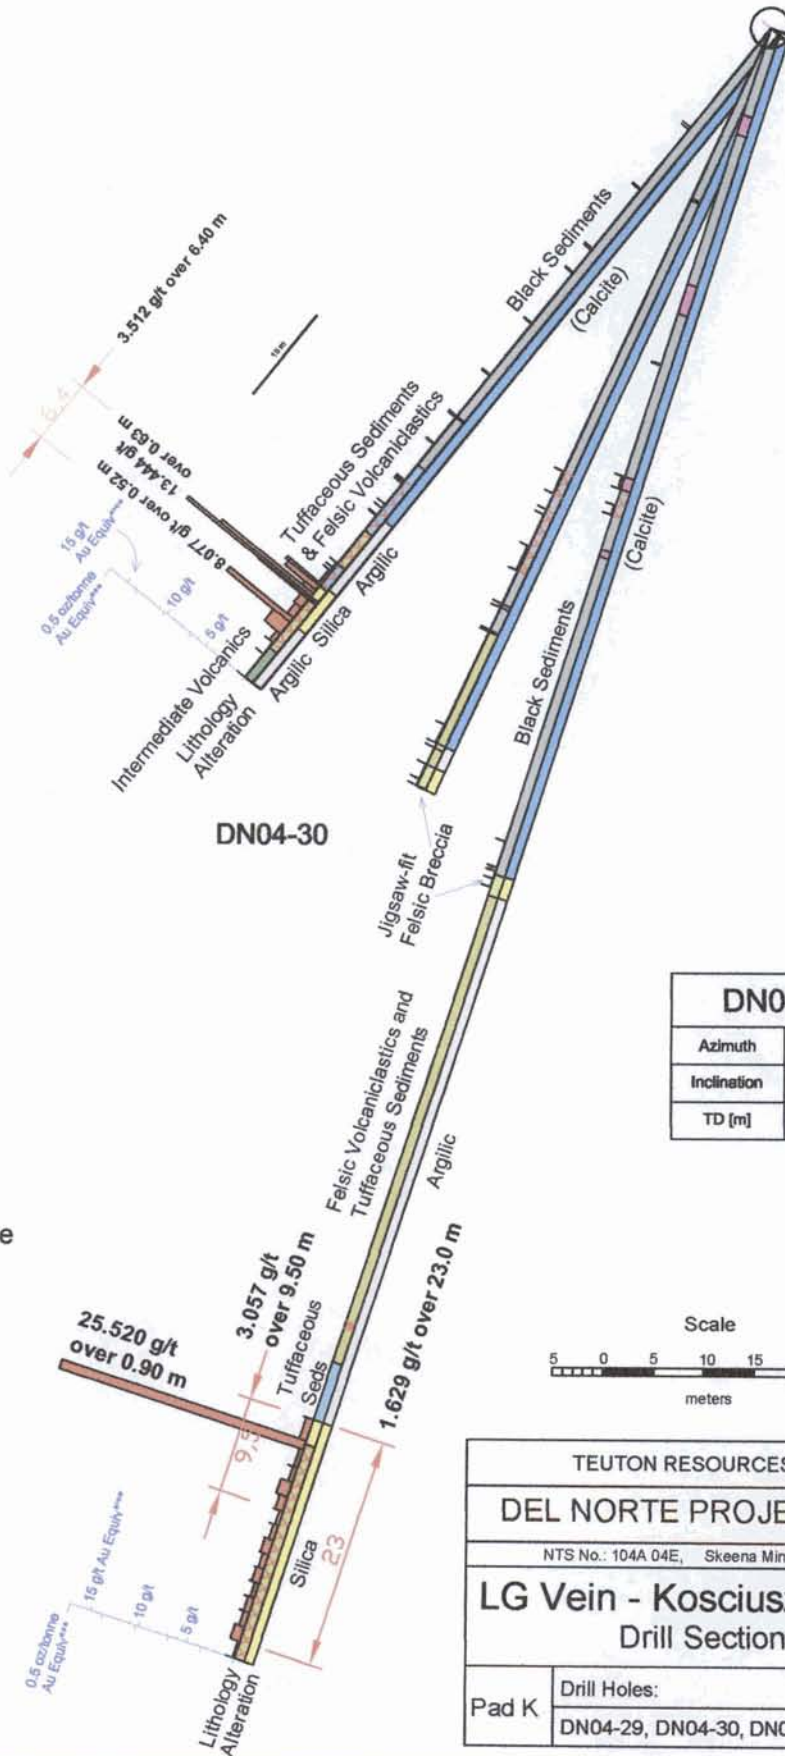 3.512 g/t over 6.40 m
6,4
10 m
Black Sediments
(Calcite)
13.444 g/t
over 0.63 m
8.077 g/t over 0.52 m
Tuffaceous Sediments
& Felsic Volcaniclastics
15 g/t
Au Equiv***
0.5 oz/tonne
Au Equiv***
10 g/t
5 g/t
Argilic
Silica
Argilic
Intermediate Volcanics
Lithology
Alteration
DN04-30
(Calcite)
Black Sediments
Jigsaw-fit
Felsic Breccia
DN0
Azimuth
Inclination
TD [m]
Felsic Volcaniclastics and
Tuffaceous Sediments
Argilic
e
3.057 g/t
over 9.50 m
25.520 g/t
over 0.90 m
Tuffaceous
Seds
1.629 g/t over 23.0 m
9,5
Silica
23
15 g/t Au Equiv***
0.5 oz/tonne
Au Equiv***
10 g/t
5 g/t
Lithology
Alteration
Scale
5 0 5 10 15
meters
TEUTON RESOURCES
DEL NORTE PROJE
NTS No.: 104A 04E, Skeena Min
LG Vein - Kosciusz
Drill Section
Pad K
Drill Holes:
DN04-29, DN04-30, DN0